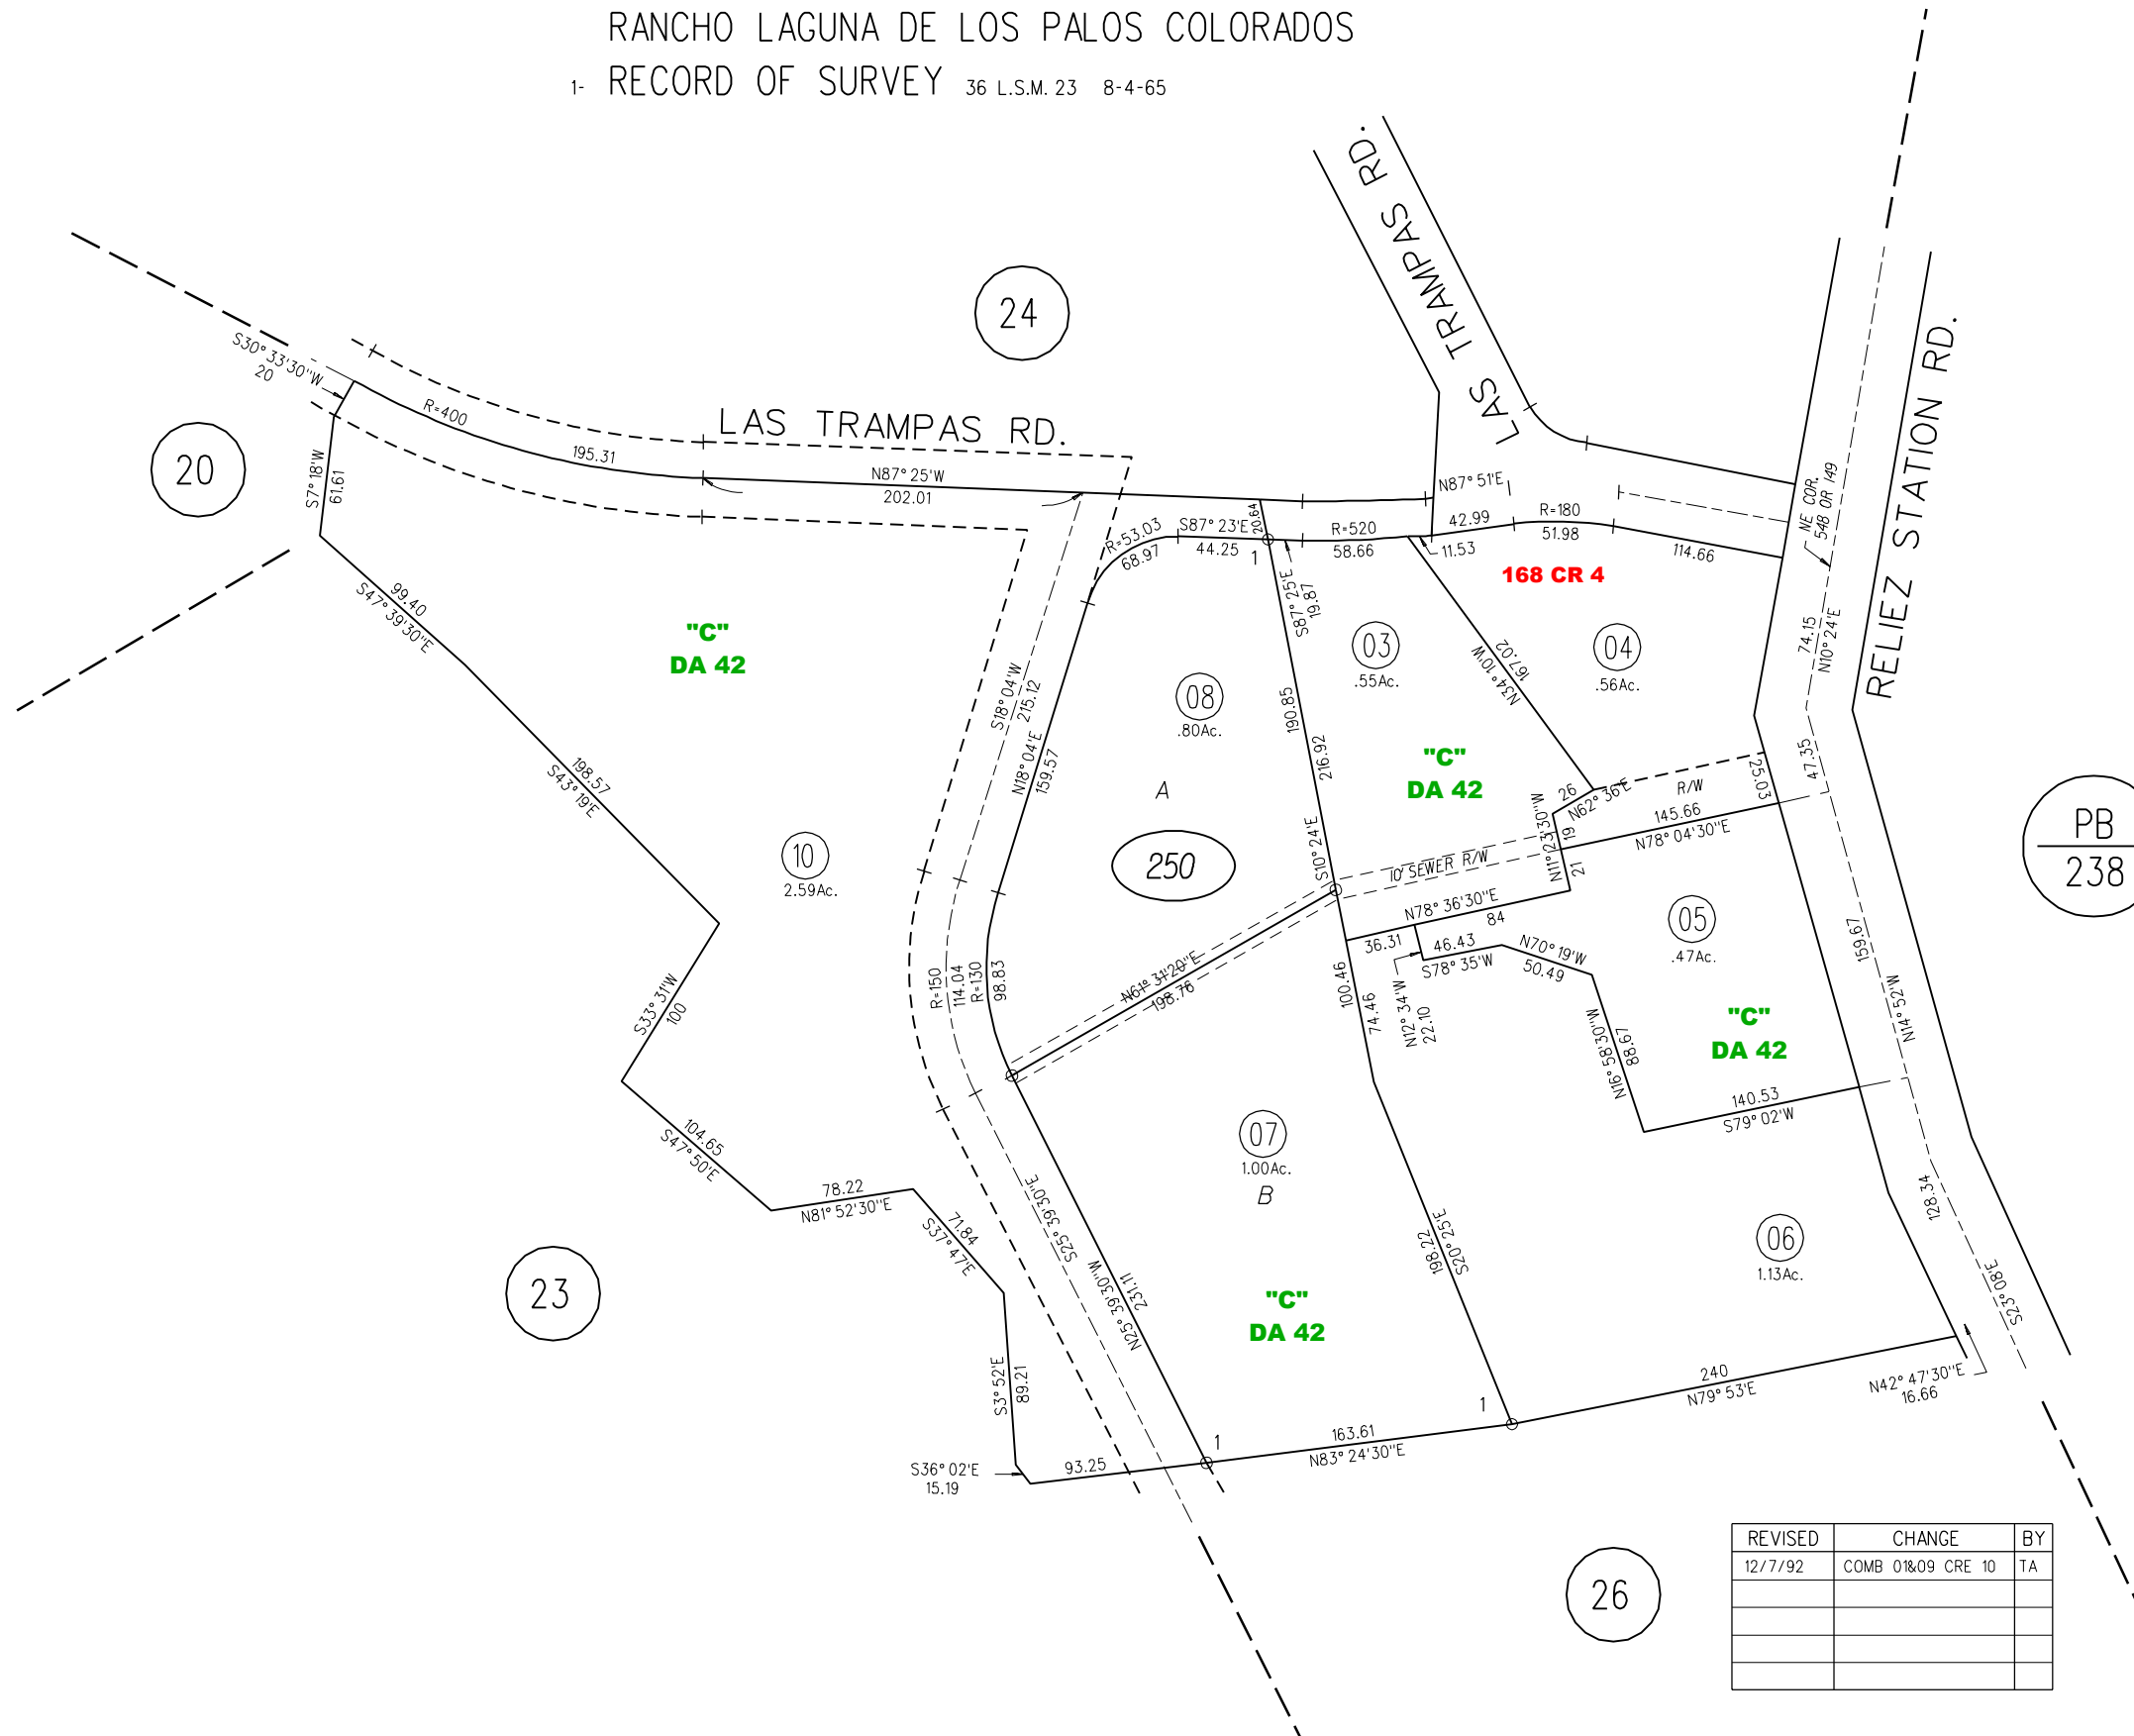 RANCHO LAGUNA DE LOS PALOS COLORADOS
1- RECORD OF SURVEY 36 L.S.M. 23 8-4-65
LAS TRAMPAS RD.
24
S30°33'30"W
20
R=400
195.31
LAS TRAMPAS RD.
N87°25'W
202.01
20
S7°18'W
61.61
99.40
S47°39'30"E
"C"
DA 42
R=53.03
68.97
S87°23'E
44.25
20.64
1
R=520
58.66
N87°51'E
42.99
11.53
R=180
51.98
114.66
168 CR 4
S87°25'E
19.87
NE COR.
548 OR 149
RELIEZ STATION RD.
74.15
N10°24'E
03
.55Ac.
04
.56Ac.
N34°10'W
167.02
08
.80Ac.
A
250
190.85
216.92
S10°24'E
"C"
DA 42
S18°04'W
215.12
N18°04'E
159.57
198.57
S43°19'E
10
2.59Ac.
26
N62°36'E
R/W
N11°23'30"W
19
21
145.66
N78°04'30"E
25.03
47.35
PB
238
10' SEWER R/W
N78°36'30"E
84
36.31
46.43
S78°35'W
N70°19'W
50.49
N12°34'W
22.10
05
.47Ac.
159.67
N14°52'W
"C"
DA 42
N16°58'30"W
88.67
140.53
S79°02'W
R=150
114.04
R=130
98.83
N61°31'20"E
198.76
100.46
74.46
S33°31'W
100
104.65
S47°50'E
78.22
N81°52'30"E
71.84
S37°47'E
07
1.00Ac.
B
S25°39'30"E
N25°39'30"W
231.11
198.22
S20°25'E
06
1.13Ac.
128.34
S23°08'E
23
"C"
DA 42
S3°52'E
89.21
S36°02'E
15.19
93.25
1
163.61
N83°24'30"E
1
240
N79°53'E
N42°47'30"E
16.66
26
REVISED CHANGE BY
12/7/92 COMB 01&09 CRE 10 TA